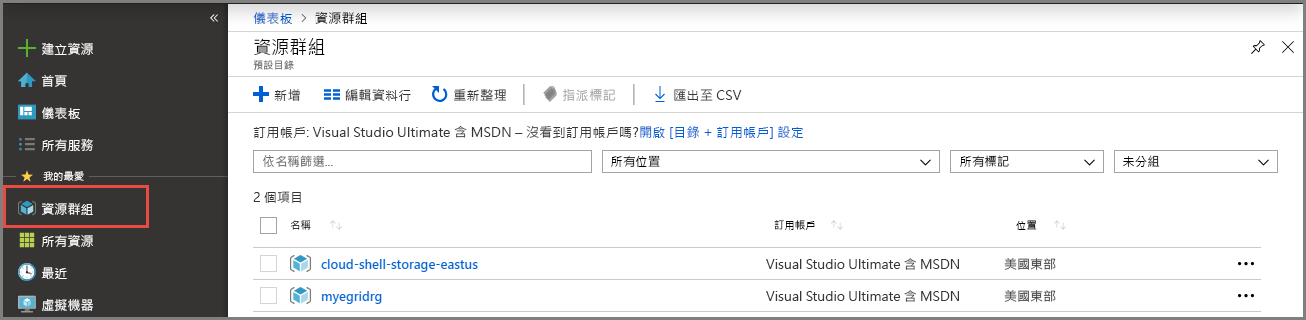 «
建立資源
首頁
儀表板
所有服務
我的最愛
資源群組
所有資源
最近
虛擬機器
儀表板 > 資源群組
資源群組
預設目錄
新增 編輯資料行 重新整理 指派標記 匯出至 CSV
訂用帳戶: Visual Studio Ultimate 含 MSDN – 沒看到訂用帳戶嗎?開啟 [目錄 + 訂用帳戶] 設定
依名稱篩選... 所有位置 所有標記 未分組
2 個項目
名稱 訂用帳戶 位置
cloud-shell-storage-eastus Visual Studio Ultimate 含 MSDN 美國東部
myegridrg Visual Studio Ultimate 含 MSDN 美國東部